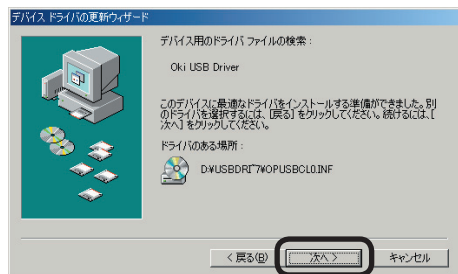 デバイス ドライバの更新ウィザード
デバイス用のドライバ ファイルの検索：
Oki USB Driver
このデバイスに最適なドライバをインストールする準備ができました。別
のドライバを選択するには、[戻る] をクリックしてください。続けるには、[
次へ] をクリックしてください。
ドライバのある場所：
D:¥USBDRI~7¥OPUSBCL0.INF
< 戻る(B) 次へ > キャンセル